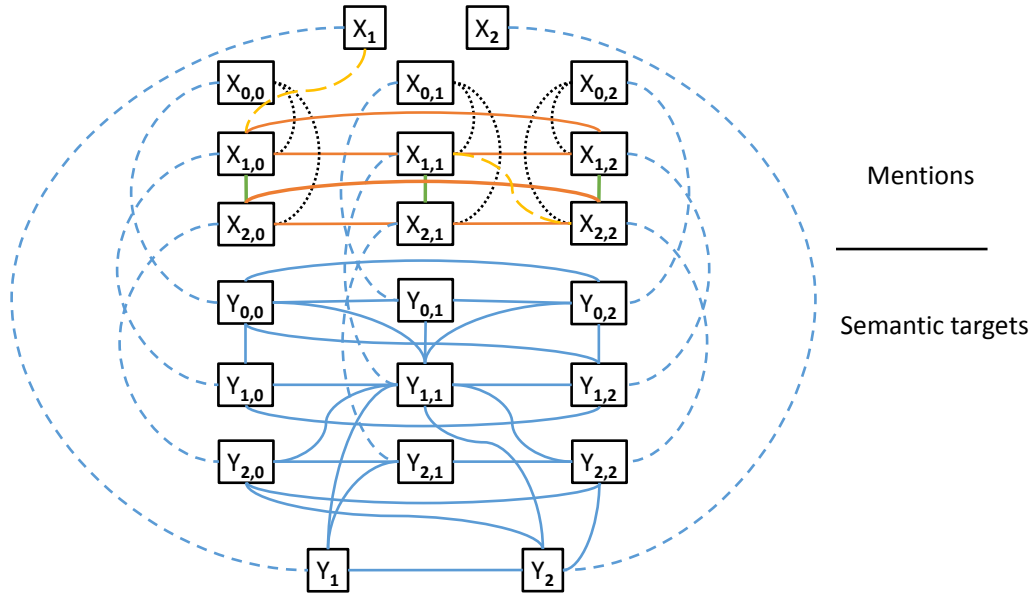 X₁ X₂
X₀,₀ X₀,₁ X₀,₂
X₁,₀ X₁,₁ X₁,₂
Mentions
X₂,₀ X₂,₁ X₂,₂
Y₀,₀ Y₀,₁ Y₀,₂
Semantic targets
Y₁,₀ Y₁,₁ Y₁,₂
Y₂,₀ Y₂,₁ Y₂,₂
Y₁ Y₂